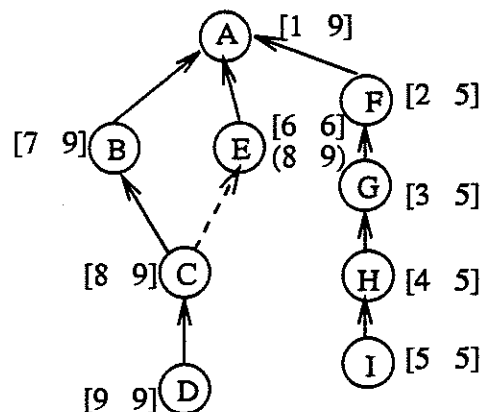 A [1 9]
F [2 5]
[7 9] B E [6 6]
(8 9)
G [3 5]
[8 9] C H [4 5]
I [5 5]
[9 9] D